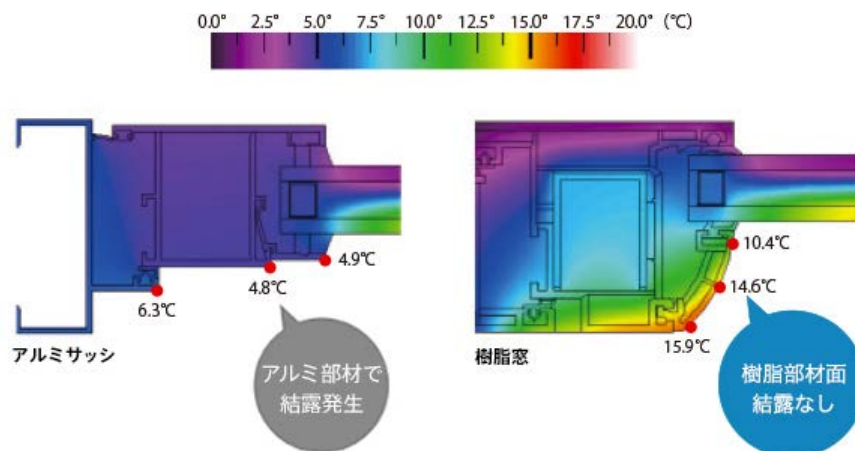 0.0° 2.5° 5.0° 7.5° 10.0° 12.5° 15.0° 17.5° 20.0° (℃)
6.3℃
4.8℃
4.9℃
アルミサッシ
アルミ部材で
結露発生
10.4℃
14.6℃
15.9℃
樹脂窓
樹脂部材面
結露なし